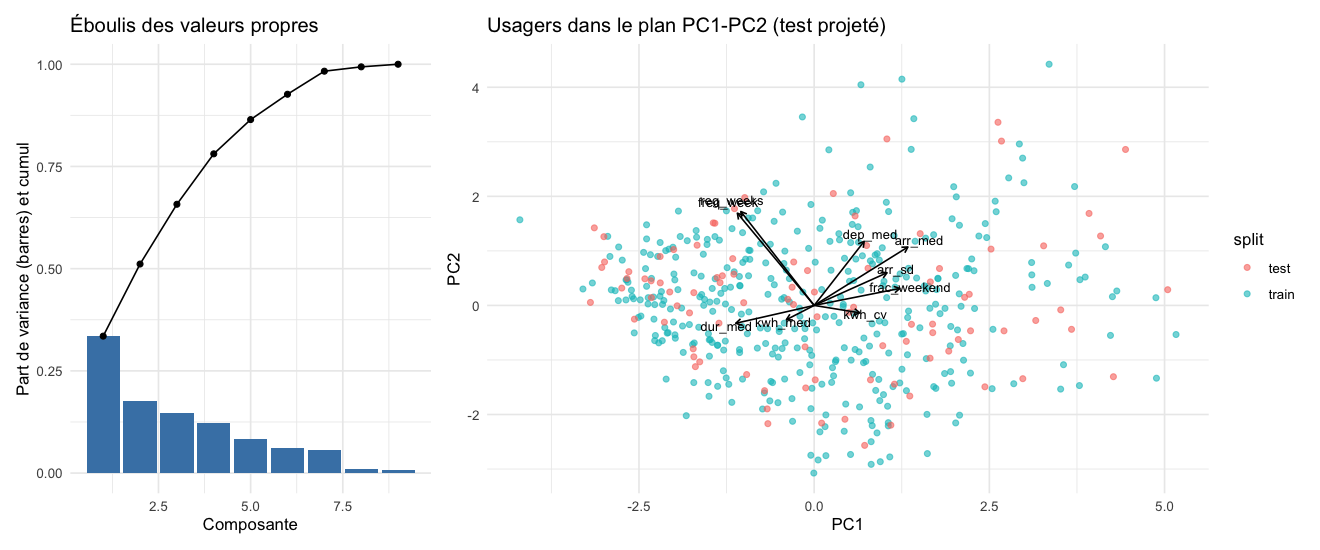 Éboulis des valeurs propres
Part de variance (barres) et cumul
1.00
0.75
0.50
0.25
0.00
2.5 5.0 7.5
Composante
Usagers dans le plan PC1-PC2 (test projeté)
PC2
4
2
0
-2
reg_weeks
freq_week
dep_med
arr_med
arr_sd
frac_weekend
kwh_cv
kwh_med
dur_med
-2.5 0.0 2.5 5.0
PC1
split
test
train